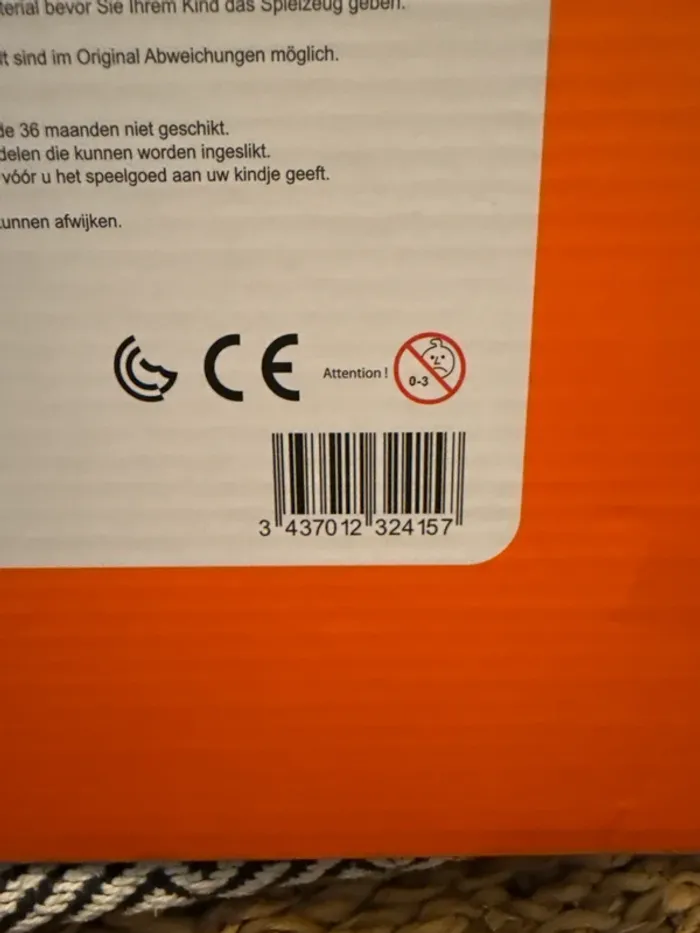 terial bevor Sie Ihrem Kind das Spielzeug geben.
lt sind im Original Abweichungen möglich.
de 36 maanden niet geschikt.
delen die kunnen worden ingeslikt.
vóór u het speelgoed aan uw kindje geeft.
kunnen afwijken.
CE
Attention !
0-3
3 437012 324157